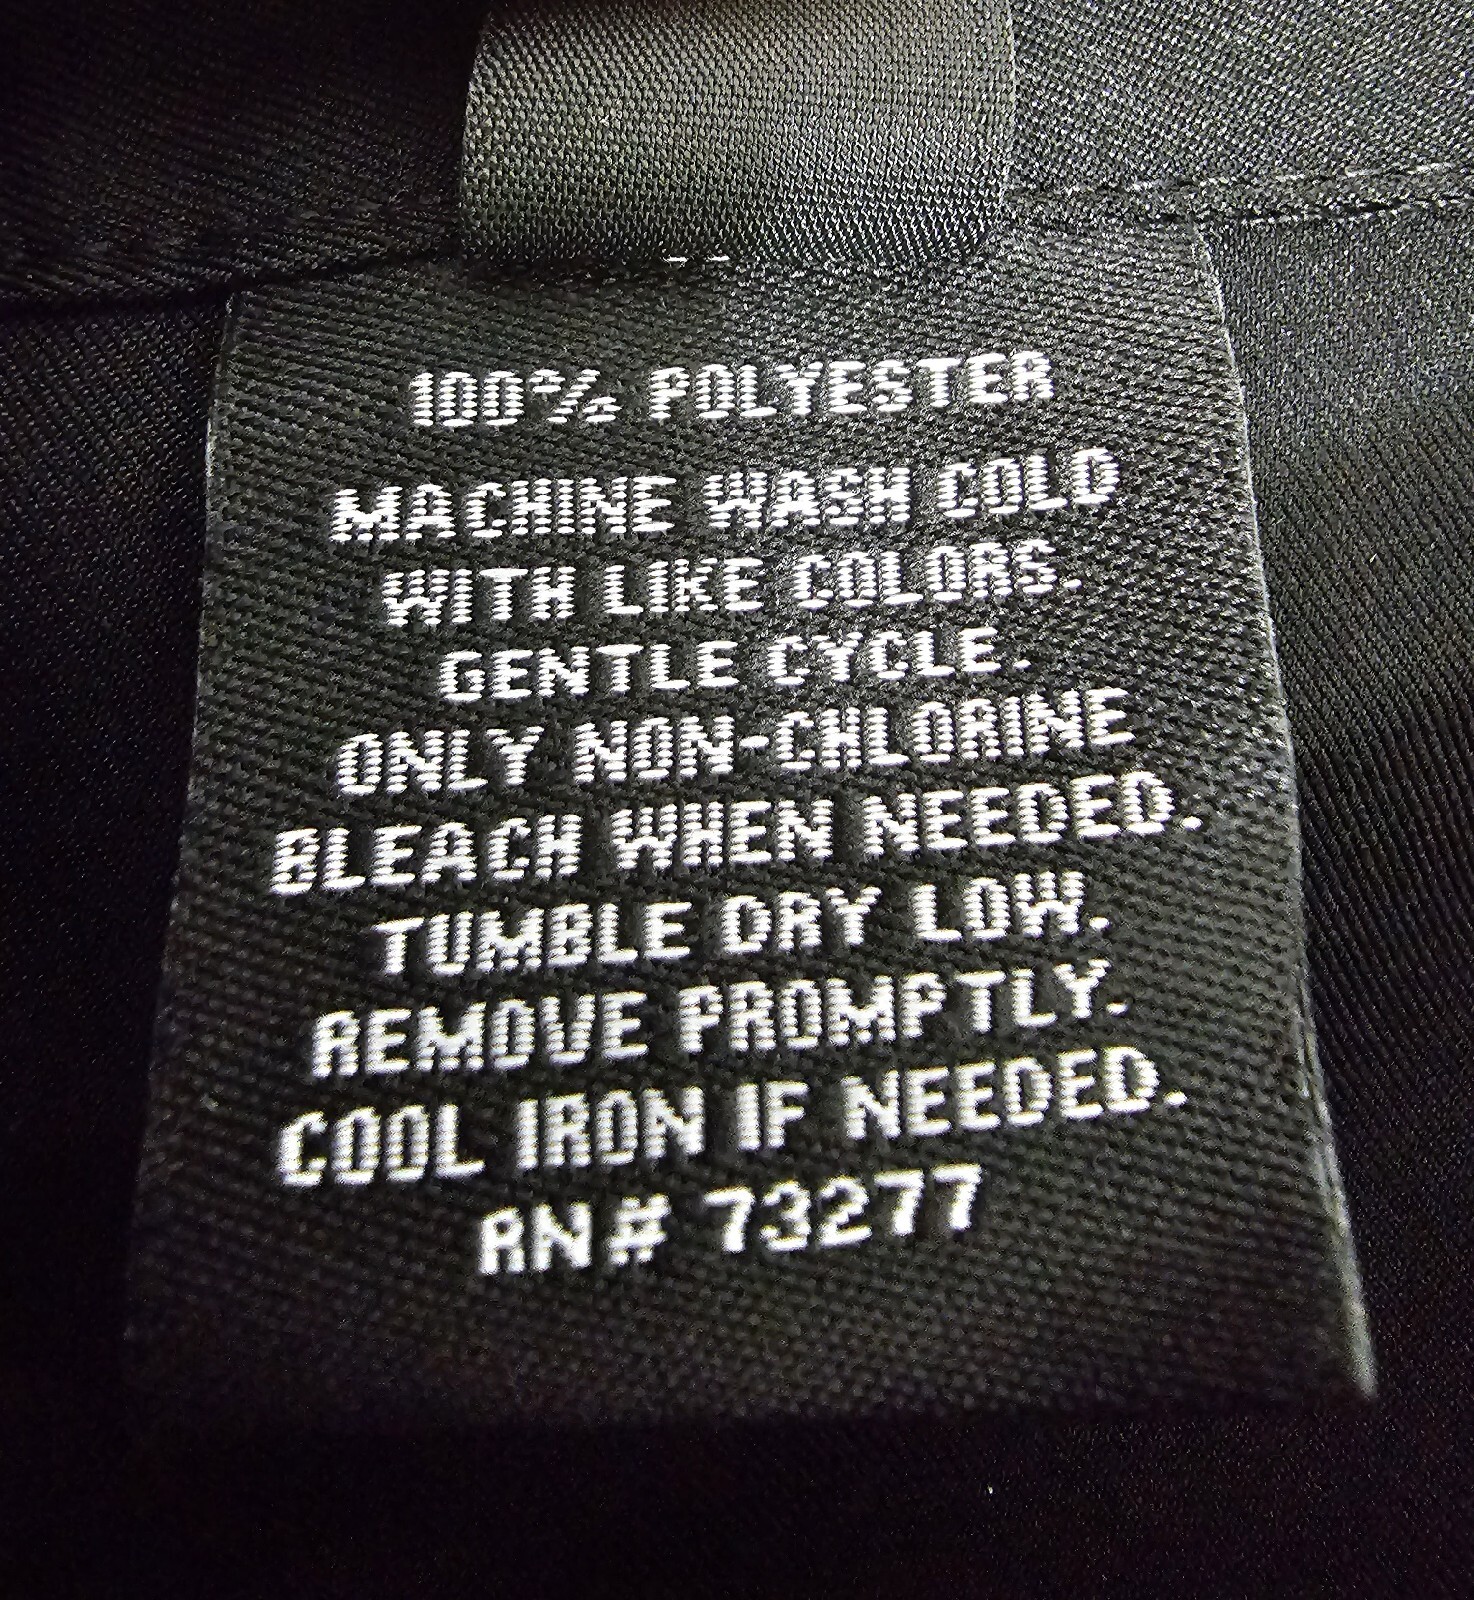 100% POLYESTER
MACHINE WASH COLD
WITH LIKE COLORS.
GENTLE CYCLE.
ONLY NON-CHLORINE
BLEACH WHEN NEEDED.
TUMBLE DRY LOW.
REMOVE PROMPTLY.
COOL IRON IF NEEDED.
RN# 73277